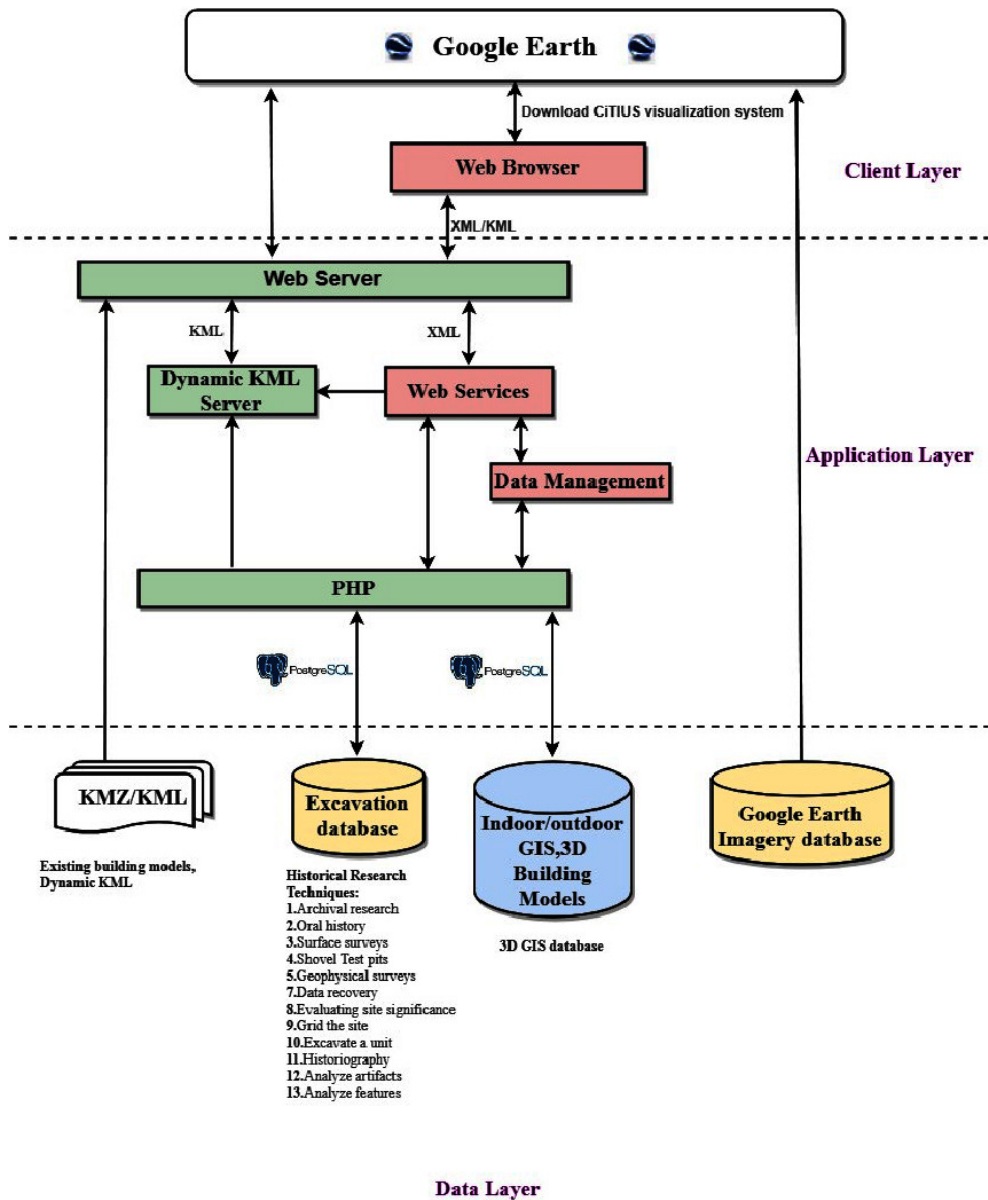 Google Earth
Download CiTIUS visualization system
Web Browser
Client Layer
XML/KML
Web Server
KML
XML
Dynamic KML
Server
Web Services
Application Layer
Data Management
PHP
PostgreSQL
PostgreSQL
KMZ/KML
Existing building models,
Dynamic KML
Excavation
database
Historical Research
Techniques:
1.Archival research
2.Oral history
3.Surface surveys
4.Shovel Test pits
5.Geophysical surveys
7.Data recovery
8.Evaluating site significance
9.Grid the site
10.Excavate a unit
11.Historiography
12.Analyze artifacts
13.Analyze features
Indoor/outdoor
GIS,3D
Building
Models
3D GIS database
Google Earth
Imagery database
Data Layer